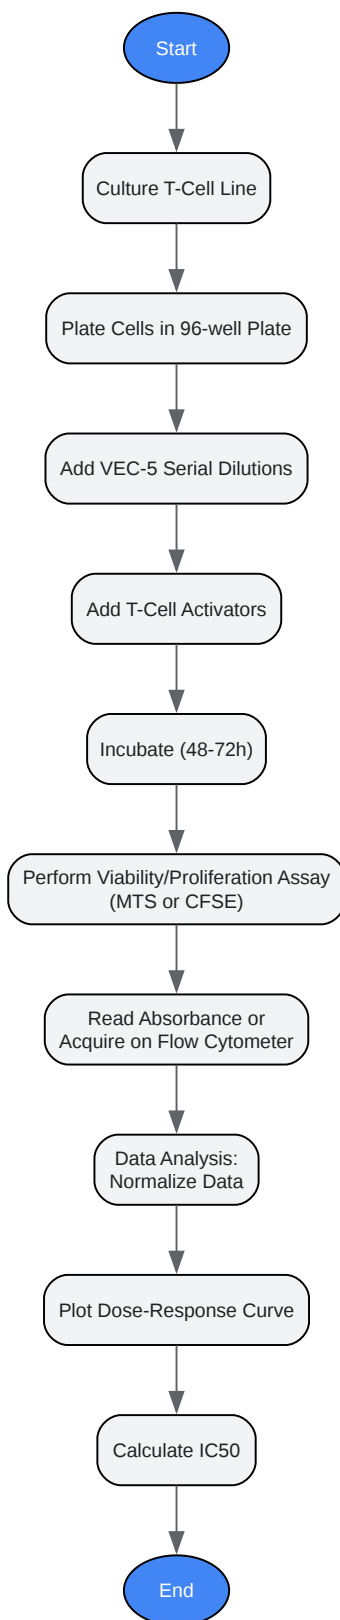 Start
Culture T-Cell Line
Plate Cells in 96-well Plate
Add VEC-5 Serial Dilutions
Add T-Cell Activators
Incubate (48-72h)
Perform Viability/Proliferation Assay
(MTS or CFSE)
Read Absorbance or
Acquire on Flow Cytometer
Data Analysis:
Normalize Data
Plot Dose-Response Curve
Calculate IC50
End